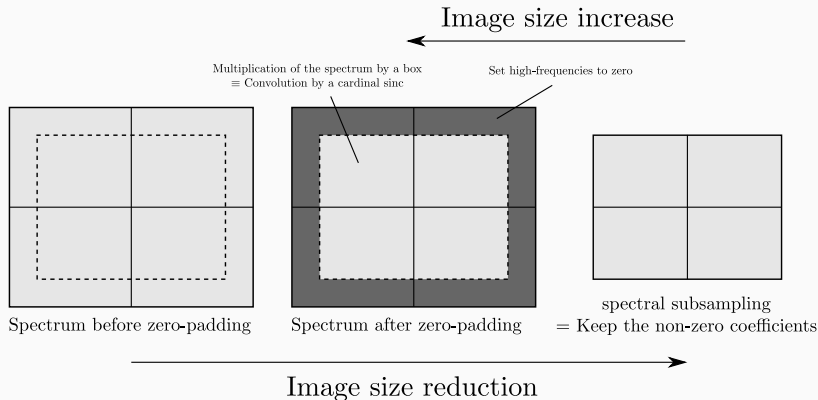 Image size increase
Multiplication of the spectrum by a box
≡ Convolution by a cardinal sinc
Set high-frequencies to zero
Spectrum before zero-padding
Spectrum after zero-padding
spectral subsampling
= Keep the non-zero coefficients
Image size reduction